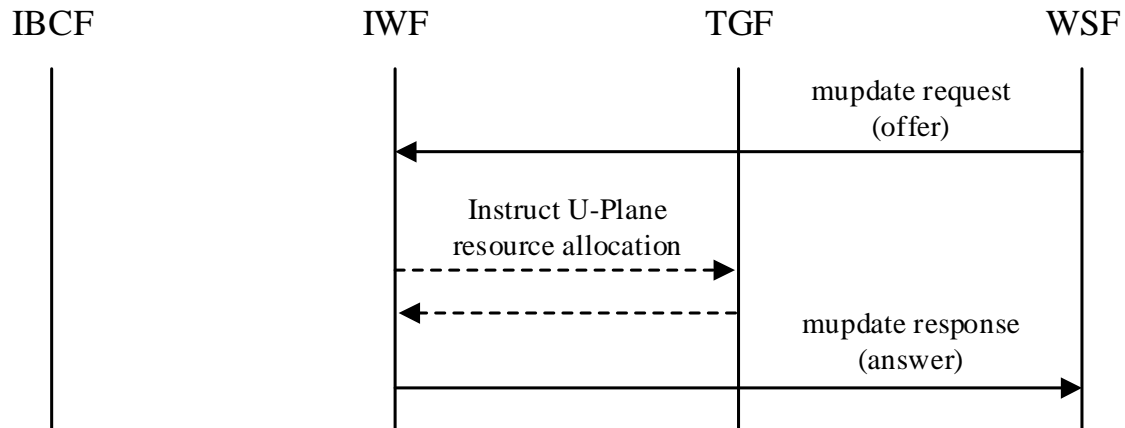 IBCF
IWF
TGF
WSF
mupdate request
(offer)
Instruct U-Plane
resource allocation
mupdate response
(answer)